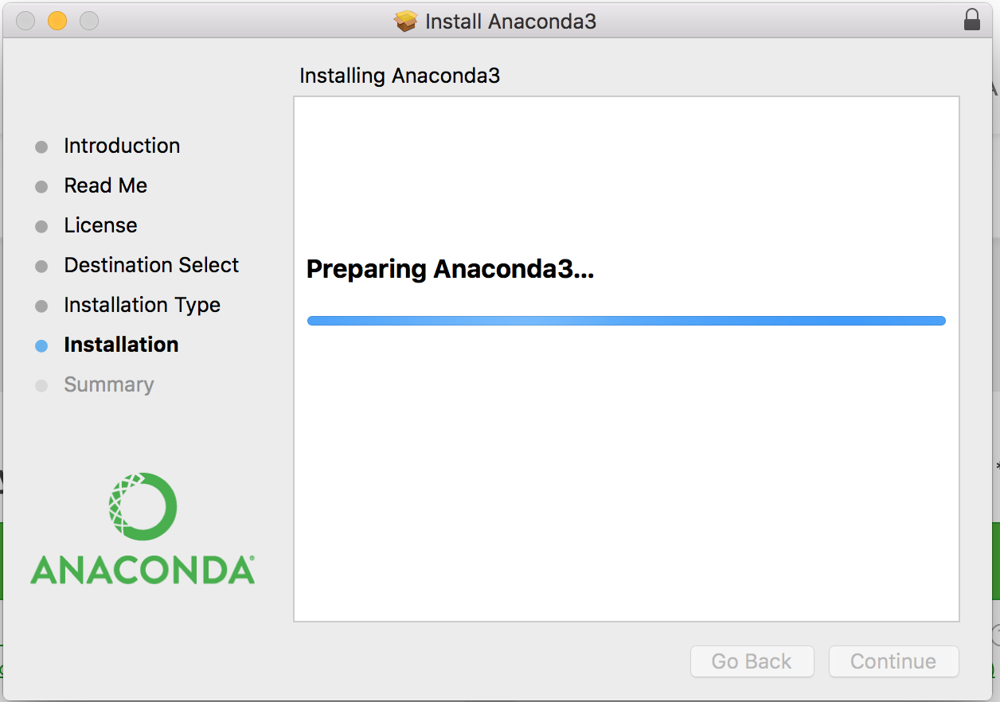 Install Anaconda3
Installing Anaconda3
Introduction
Read Me
License
Destination Select
Installation Type
Installation
Summary
Preparing Anaconda3...
ANACONDA®
Go Back
Continue